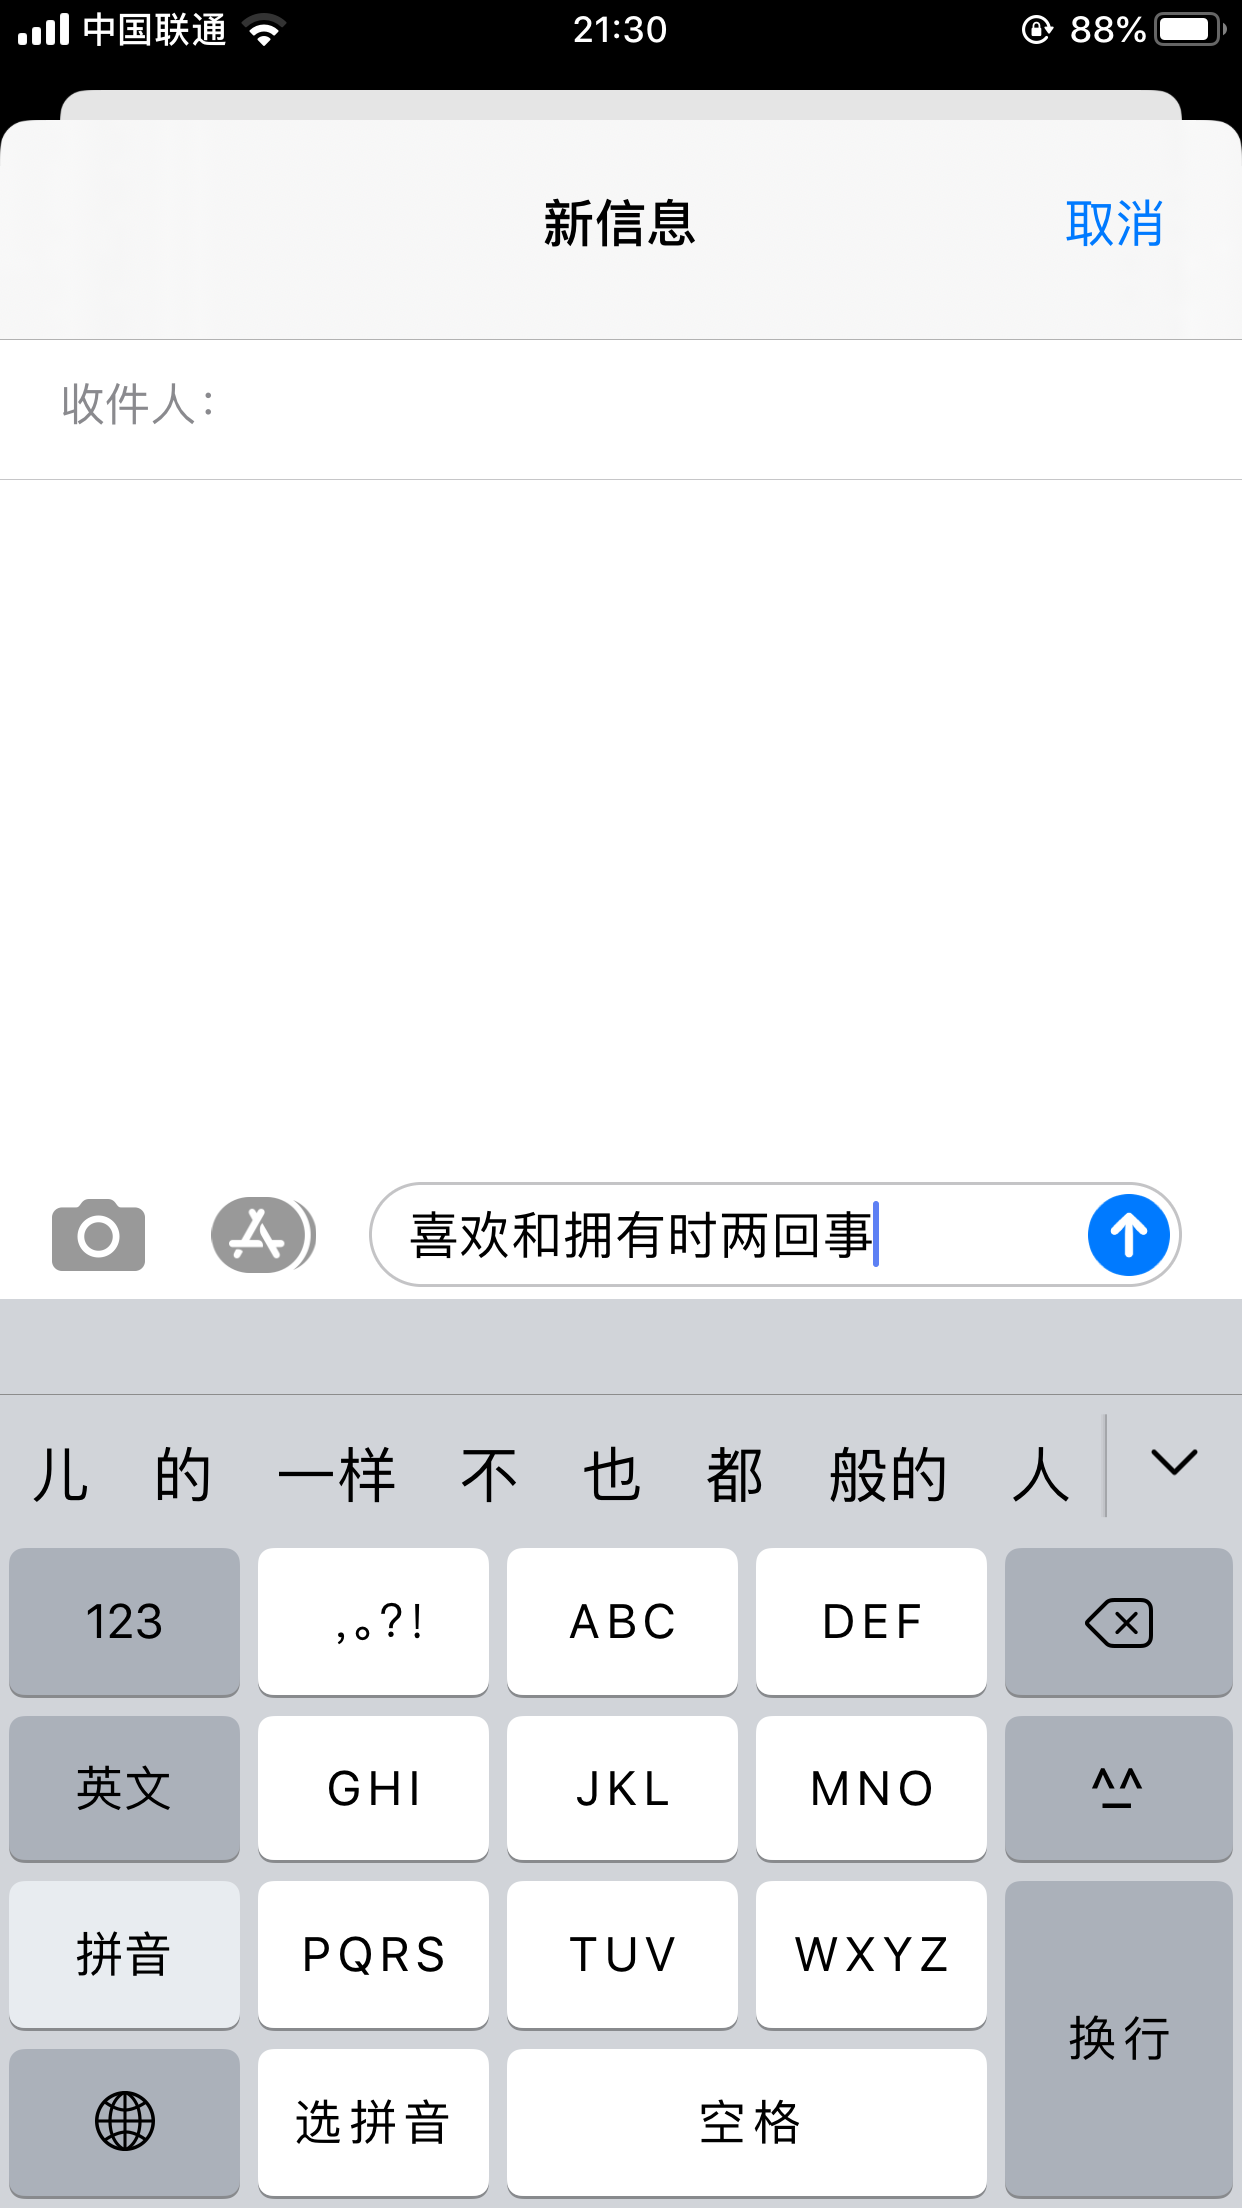 中国联通 21:30 88%
新信息 取消
收件人：
喜欢和拥有时两回事
儿 的 一样 不 也 都 般的 人
123 ,。?! ABC DEF
英文 GHI JKL MNO ^^
拼音 PQRS TUV WXYZ
换行
选拼音 空格